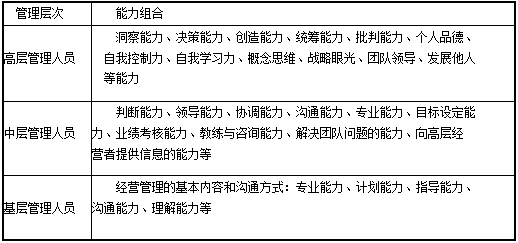 管理层次 能力组合
高层管理人员
洞察能力、决策能力、创造能力、统筹能力、批判能力、个人品德、
自我控制力、自我学习力、概念思维、战略眼光、团队领导、发展他人
等能力
中层管理人员
判断能力、领导能力、协调能力、沟通能力、专业能力、目标设定能
力、业绩考核能力、教练与咨询能力、解决团队问题的能力、向高层经
营者提供信息的能力等
基层管理人员
经营管理的基本内容和沟通方式：专业能力、计划能力、指导能力、
沟通能力、理解能力等